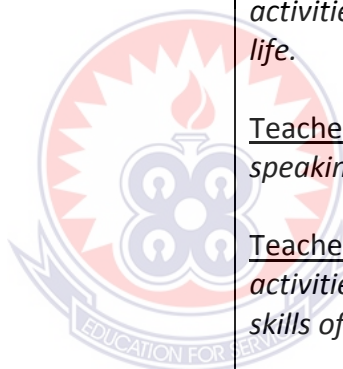 activitie
life.
Teache
speakin
Teache
activitie
skills of
EDUCATION FOR SERVICE